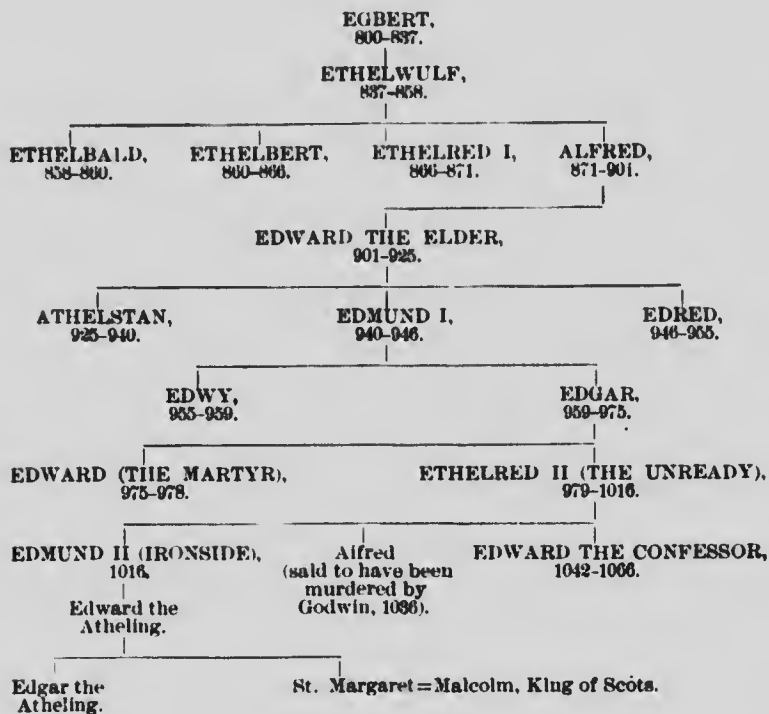 EGBERT,
800-837.
ETHELWULF,
837-858.
ETHELBALD, ETHELBERT, ETHELRED I, ALFRED,
858-860. 860-866. 866-871. 871-901.
EDWARD THE ELDER,
901-925.
ATHELSTAN, EDMUND I, EDRED,
925-940. 940-946. 946-955.
EDWY, EDGAR,
955-959. 959-975.
EDWARD (THE MARTYR), ETHELRED II (THE UNREADY),
975-978. 979-1016.
EDMUND II (IRONSIDE), Alfred EDWARD THE CONFESSOR,
1016. (said to have been 1042-1066.
murdered by
Edward the Godwin, 1036).
Atheling.
Edgar the St. Margaret=Malcolm, King of Scots.
Atheling.